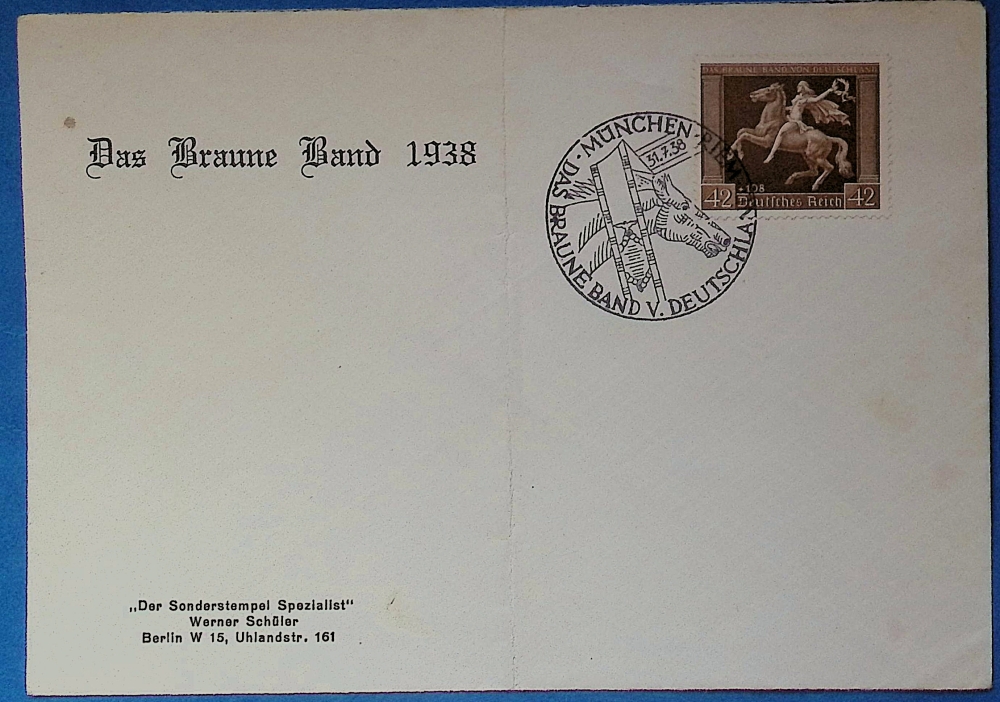 Das Braune Band 1938
DAS BRAUNE BAND VON DEUTSCHLAND
42 +108 42
Deutsches Reich
MÜNCHEN-RIEM
31.7.38
· DAS BRAUNE BAND V. DEUTSCHLAND
„Der Sonderstempel Spezialist“
Werner Schüler
Berlin W 15, Uhlandstr. 161